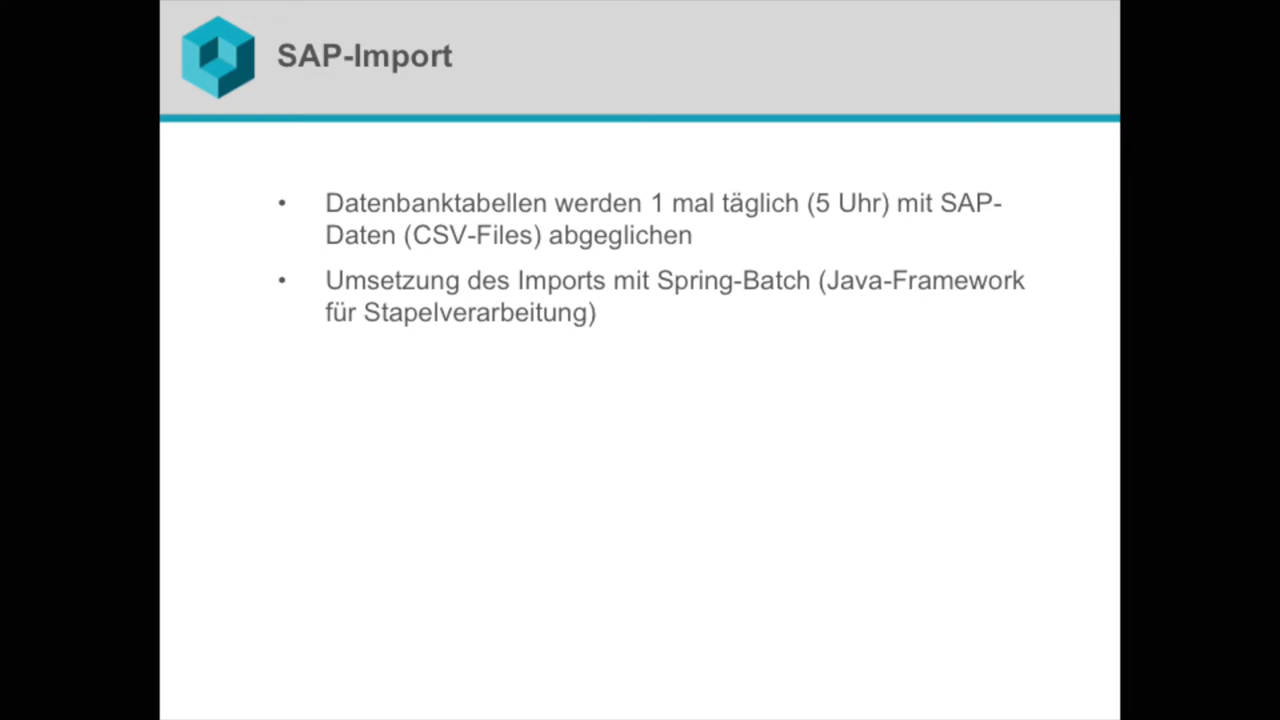 SAP-Import
• Datenbanktabellen werden 1 mal täglich (5 Uhr) mit SAP-
Daten (CSV-Files) abgeglichen
• Umsetzung des Imports mit Spring-Batch (Java-Framework
für Stapelverarbeitung)